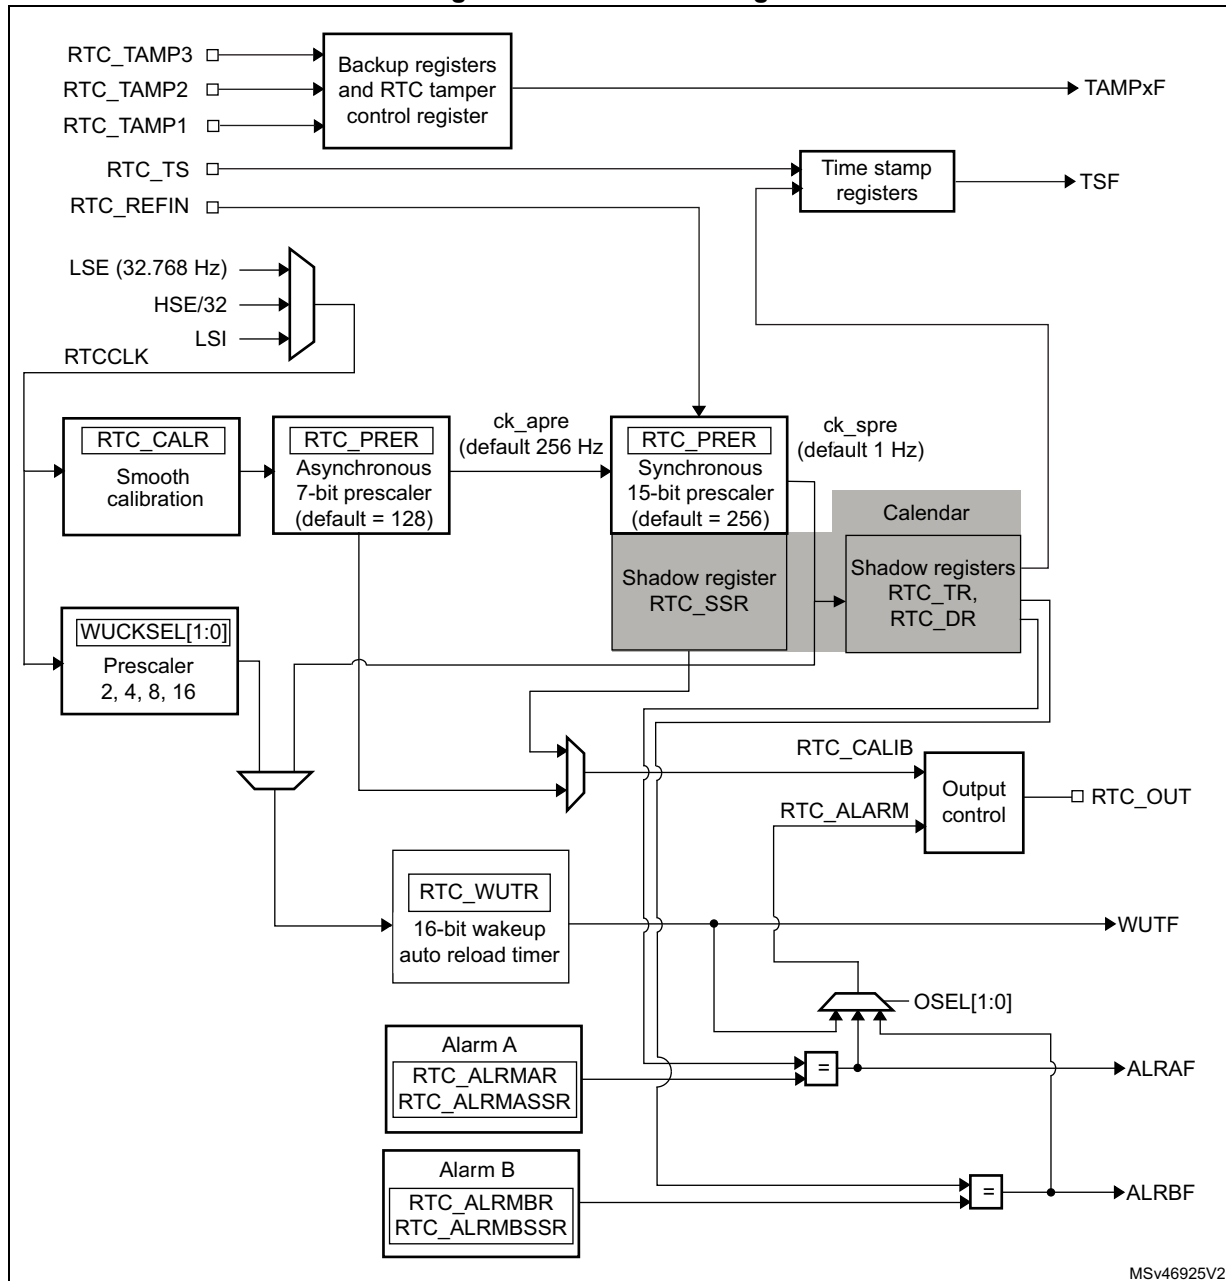 RTC_TAMP3
RTC_TAMP2
RTC_TAMP1
Backup registers
and RTC tamper
control register
TAMPxF
RTC_TS
RTC_REFIN
Time stamp
registers
TSF
LSE (32.768 Hz)
HSE/32
LSI
RTCCLK
RTC_CALR
Smooth
calibration
RTC_PRER
Asynchronous
7-bit prescaler
(default = 128)
ck_apre
(default 256 Hz
RTC_PRER
Synchronous
15-bit prescaler
(default = 256)
ck_spre
(default 1 Hz)
Calendar
Shadow register
RTC_SSR
Shadow registers
RTC_TR,
RTC_DR
WUCKSEL[1:0]
Prescaler
2, 4, 8, 16
RTC_CALIB
RTC_ALARM
Output
control
RTC_OUT
RTC_WUTR
16-bit wakeup
auto reload timer
WUTF
OSEL[1:0]
Alarm A
RTC_ALRMAR
RTC_ALRMASSR
=
ALRAF
Alarm B
RTC_ALRMBR
RTC_ALRMBSSR
=
ALRBF
MSv46925V2